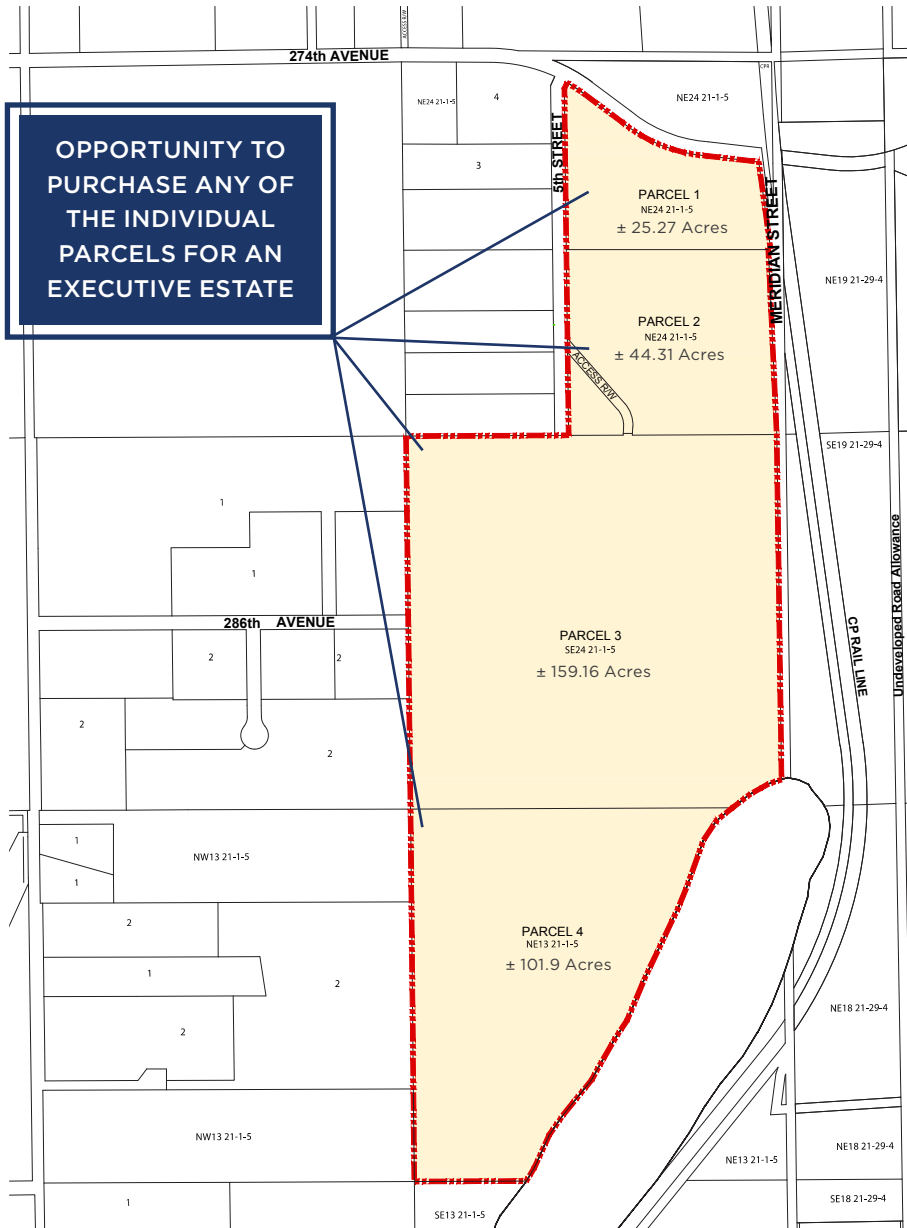 ACCESS R/W
274th AVENUE
CPR
NE24 21-1-5
4
NE24 21-1-5
OPPORTUNITY TO
PURCHASE ANY OF
THE INDIVIDUAL
PARCELS FOR AN
EXECUTIVE ESTATE
5th STREET
3
MERIDIAN STREET
PARCEL 1
NE24 21-1-5
± 25.27 Acres
NE19 21-29-4
PARCEL 2
NE24 21-1-5
± 44.31 Acres
ACCESS R/W
SE19 21-29-4
1
Undeveloped Road Allowance
1
286th AVENUE
CP RAIL LINE
2
2
PARCEL 3
SE24 21-1-5
± 159.16 Acres
2
2
1
NW13 21-1-5
1
2
PARCEL 4
NE13 21-1-5
± 101.9 Acres
1
2
NE18 21-29-4
2
NW13 21-1-5
NE13 21-1-5
NE18 21-29-4
1
SE13 21-1-5
SE18 21-29-4